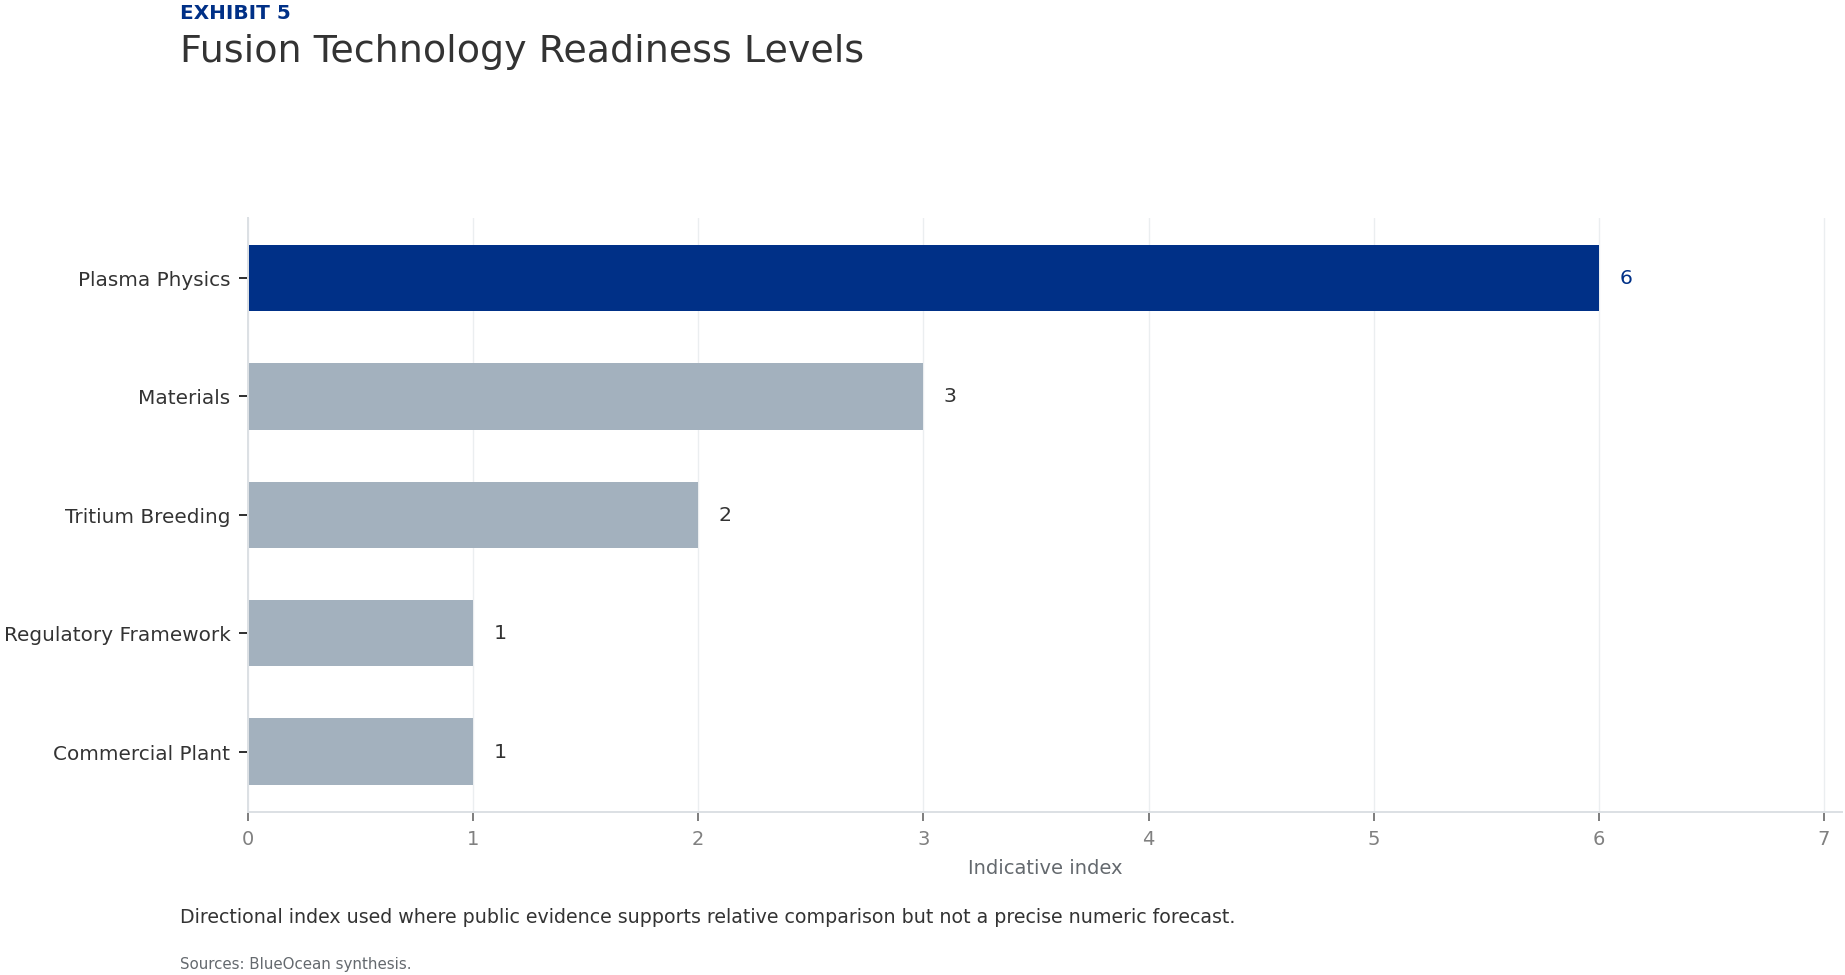 EXHIBIT 5
Fusion Technology Readiness Levels
Plasma Physics
6
Materials
3
Tritium Breeding
2
Regulatory Framework
1
Commercial Plant
1
0 1 2 3 4 5 6 7
Indicative index
Directional index used where public evidence supports relative comparison but not a precise numeric forecast.
Sources: BlueOcean synthesis.